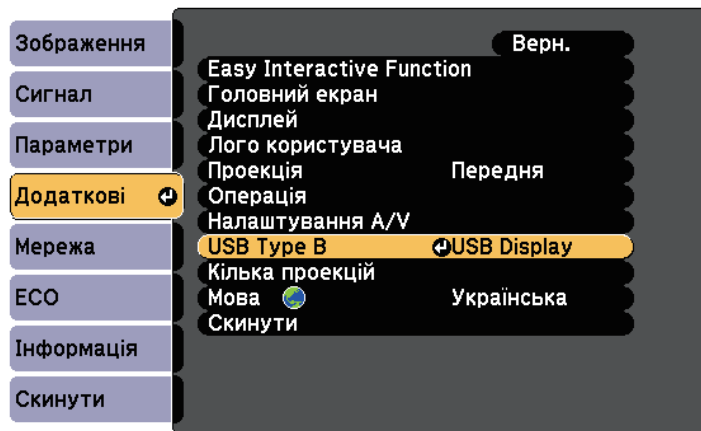 Зображення
Сигнал
Параметри
Додаткові
Мережа
ECO
Інформація
Скинути
Верн.
Easy Interactive Function
Головний екран
Дисплей
Лого користувача
Проекція Передня
Операція
Налаштування A/V
USB Type B USB Display
Кілька проекцій
Мова Українська
Скинути